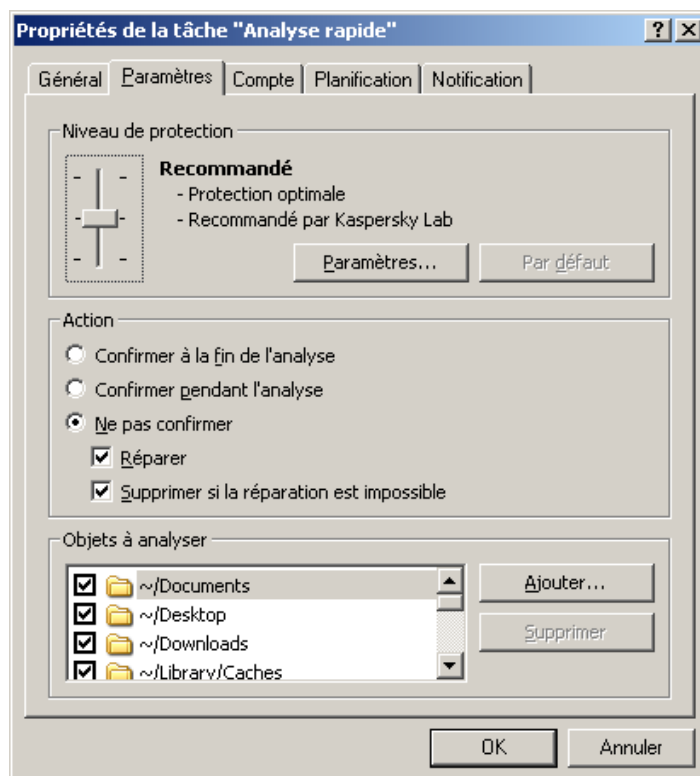 Propriétés de la tâche "Analyse rapide"
Général Paramètres Compte Planification Notification
Niveau de protection
Recommandé
- Protection optimale
- Recommandé par Kaspersky Lab
Paramètres... Par défaut
Action
Confirmer à la fin de l'analyse
Confirmer pendant l'analyse
Ne pas confirmer
Réparer
Supprimer si la réparation est impossible
Objets à analyser
~/Documents
~/Desktop
~/Downloads
~/Library/Caches
Ajouter...
Supprimer
OK Annuler